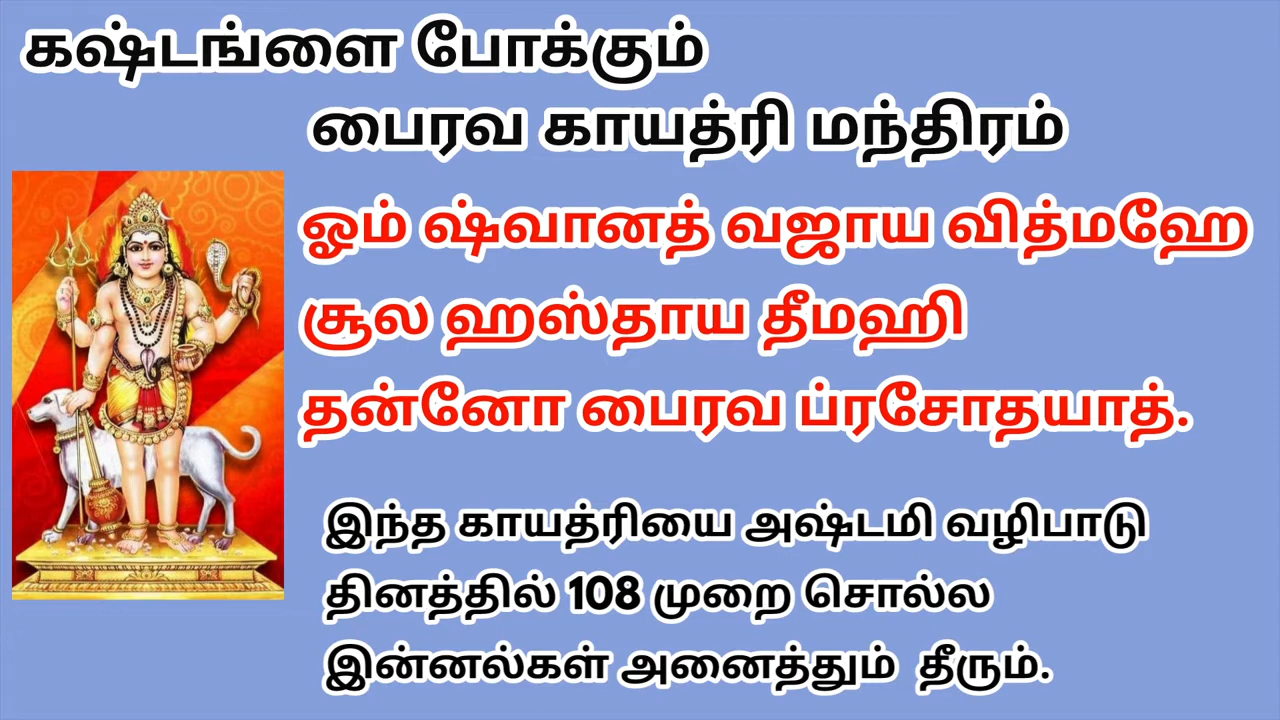 கஷ்டங்ளை போக்கும்
பைரவ காயத்ரி மந்திரம்
ஓம் ஷ்வானத் வஜாய வித்மஹே
சூல ஹஸ்தாய தீமஹி
தன்னோ பைரவ ப்ரசோதயாத்.
இந்த காயத்ரியை அஷ்டமி வழிபாடு
தினத்தில் 108 முறை சொல்ல
இன்னல்கள் அனைத்தும் தீரும்.